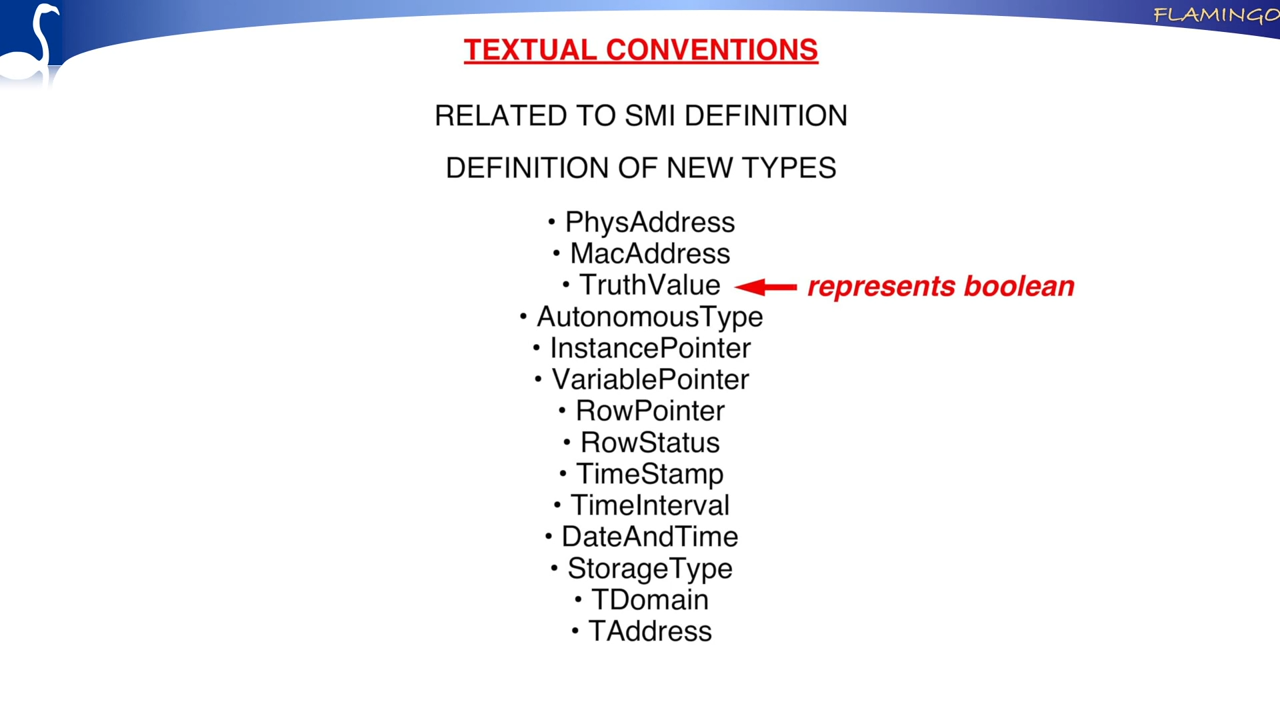 FLAMINGO
TEXTUAL CONVENTIONS
RELATED TO SMI DEFINITION
DEFINITION OF NEW TYPES
• PhysAddress
• MacAddress
• TruthValue represents boolean
• AutonomousType
• InstancePointer
• VariablePointer
• RowPointer
• RowStatus
• TimeStamp
• TimeInterval
• DateAndTime
• StorageType
• TDomain
• TAddress